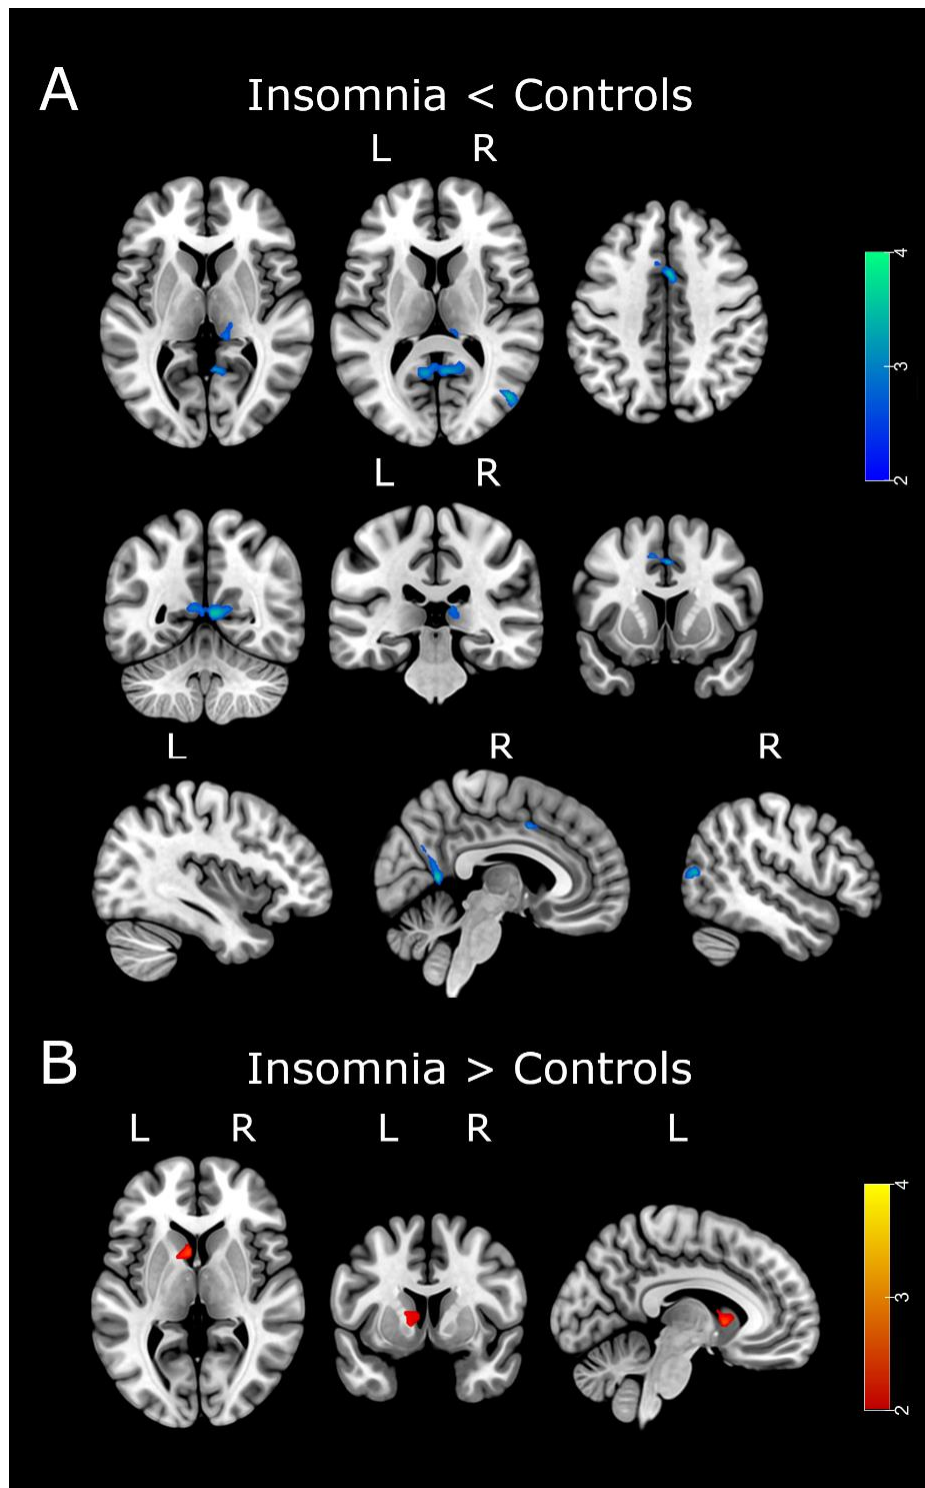 A
Insomnia < Controls
L R
4
3
2
L R
L R R
B
Insomnia > Controls
L R L R L
4
3
2